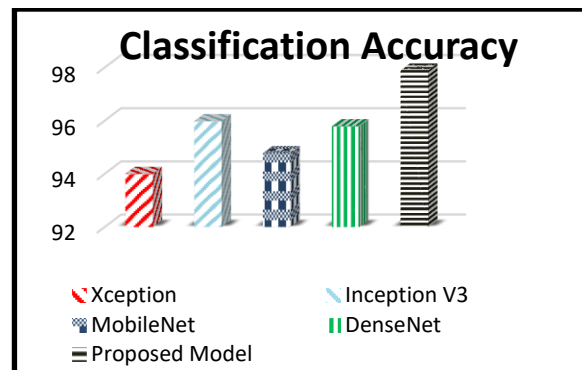 Classification Accuracy
98
96
94
92
Xception
Inception V3
MobileNet
DenseNet
Proposed Model